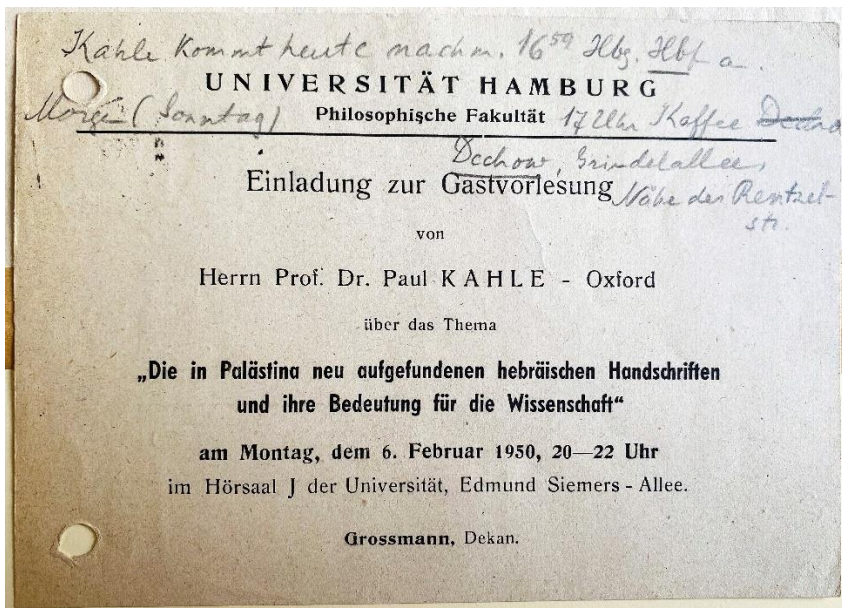 Kahle kommt heute nachm. 16⁵⁹ Hbg. Hbf a.
UNIVERSITÄT HAMBURG
Morgen (Sonntag) Philosophische Fakultät 17 Uhr Kaffee
Dechow, Grindelallee,
Einladung zur Gastvorlesung Nähe der Rentzel-
str.
von
Herrn Prof. Dr. Paul KAHLE - Oxford
über das Thema
„Die in Palästina neu aufgefundenen hebräischen Handschriften
und ihre Bedeutung für die Wissenschaft“
am Montag, dem 6. Februar 1950, 20—22 Uhr
im Hörsaal J der Universität, Edmund Siemers - Allee.
Grossmann, Dekan.